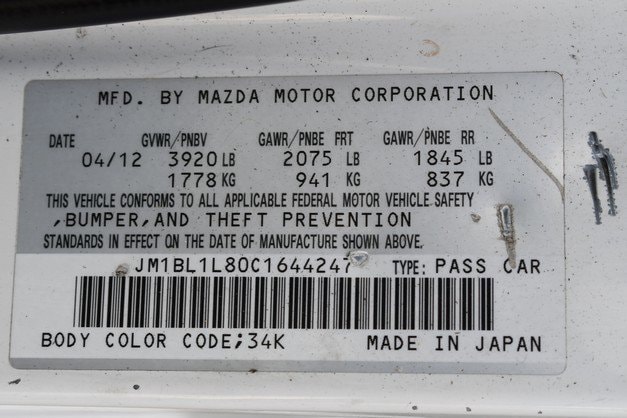 MFD. BY MAZDA MOTOR CORPORATION
DATE GVWR/PNBV GAWR/PNBE FRT GAWR/PNBE RR
04/12 3920 LB 2075 LB 1845 LB
1778 KG 941 KG 837 KG
THIS VEHICLE CONFORMS TO ALL APPLICABLE FEDERAL MOTOR VEHICLE SAFETY
,BUMPER,AND THEFT PREVENTION
STANDARDS IN EFFECT ON THE DATE OF MANUFACTURE SHOWN ABOVE.
JM1BL1L80C1644247 TYPE: PASS CAR
BODY COLOR CODE;34K MADE IN JAPAN